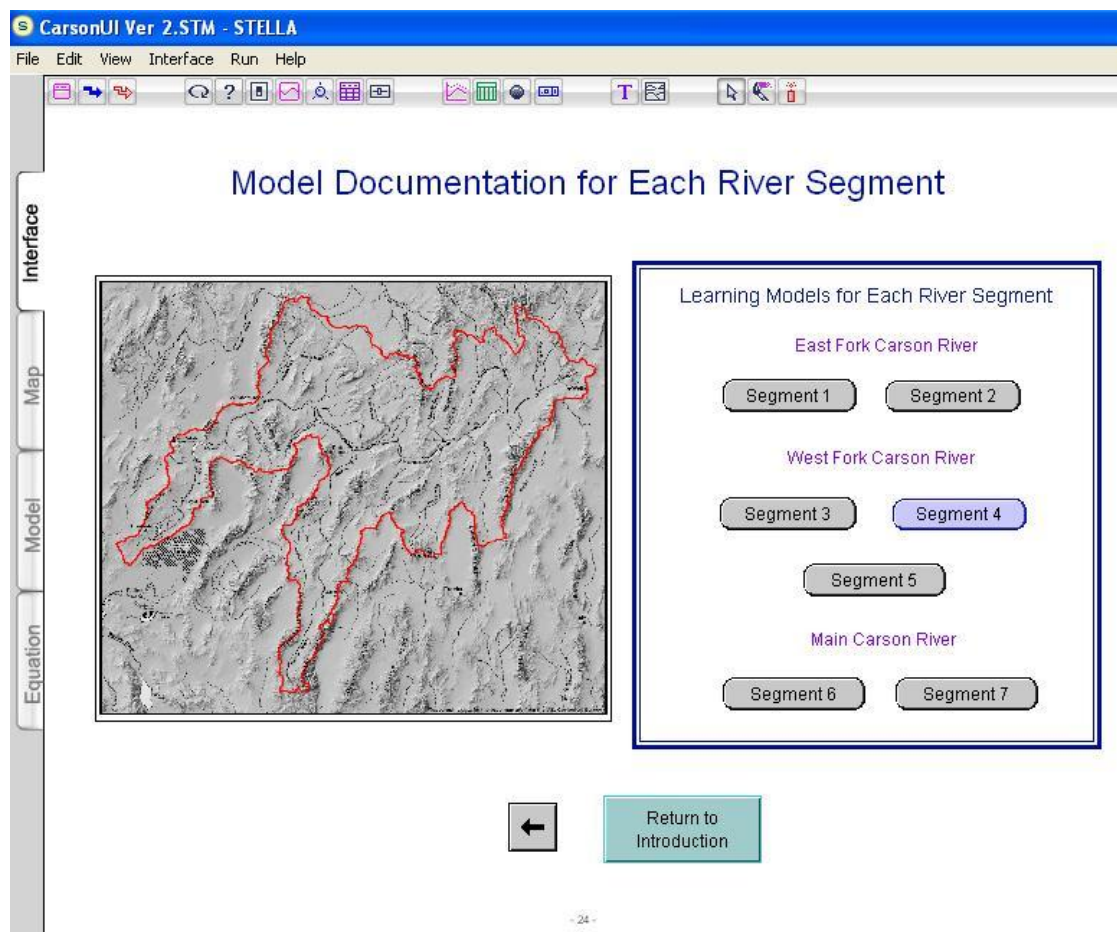 CarsonUI Ver 2.STM - STELLA
File Edit View Interface Run Help
Interface
Map
Model
Equation
Model Documentation for Each River Segment
Learning Models for Each River Segment
East Fork Carson River
Segment 1 Segment 2
West Fork Carson River
Segment 3 Segment 4
Segment 5
Main Carson River
Segment 6 Segment 7
Return to
Introduction
- 24 -